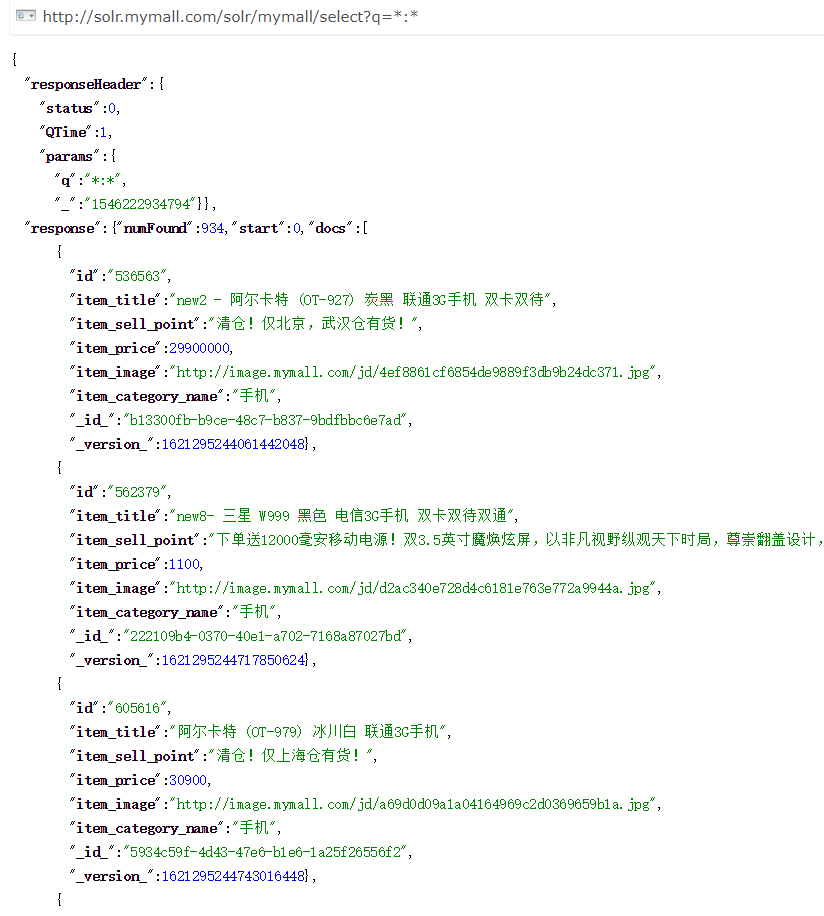 http://solr.mymall.com/solr/mymall/select?q=*:*
{
  "responseHeader":{
    "status":0,
    "QTime":1,
    "params":{
      "q":"*:*",
      "_":"1546222934794"}},
  "response":{"numFound":934,"start":0,"docs":[
      {
        "id":"536563",
        "item_title":"new2 - 阿尔卡特 (OT-927) 炭黑 联通3G手机 双卡双待",
        "item_sell_point":"清仓！仅北京，武汉仓有货！",
        "item_price":29900000,
        "item_image":"http://image.mymall.com/jd/4ef8861cf6854de9889f3db9b24dc371.jpg",
        "item_category_name":"手机",
        "_id_":"b13300fb-b9ce-48c7-b837-9bdfbbc6e7ad",
        "_version_":1621295244061442048},
      {
        "id":"562379",
        "item_title":"new8- 三星 W999 黑色 电信3G手机 双卡双待双通",
        "item_sell_point":"下单送12000毫安移动电源！双3.5英寸魔焕炫屏，以非凡视野纵观天下时局，尊崇翻盖设计，
        "item_price":1100,
        "item_image":"http://image.mymall.com/jd/d2ac340e728d4c6181e763e772a9944a.jpg",
        "item_category_name":"手机",
        "_id_":"222109b4-0370-40e1-a702-7168a87027bd",
        "_version_":1621295244717850624},
      {
        "id":"605616",
        "item_title":"阿尔卡特 (OT-979) 冰川白 联通3G手机",
        "item_sell_point":"清仓！仅上海仓有货！",
        "item_price":30900,
        "item_image":"http://image.mymall.com/jd/a69d0d09a1a04164969c2d0369659b1a.jpg",
        "item_category_name":"手机",
        "_id_":"5934c59f-4d43-47e6-b1e6-1a25f26556f2",
        "_version_":1621295244743016448},
      {